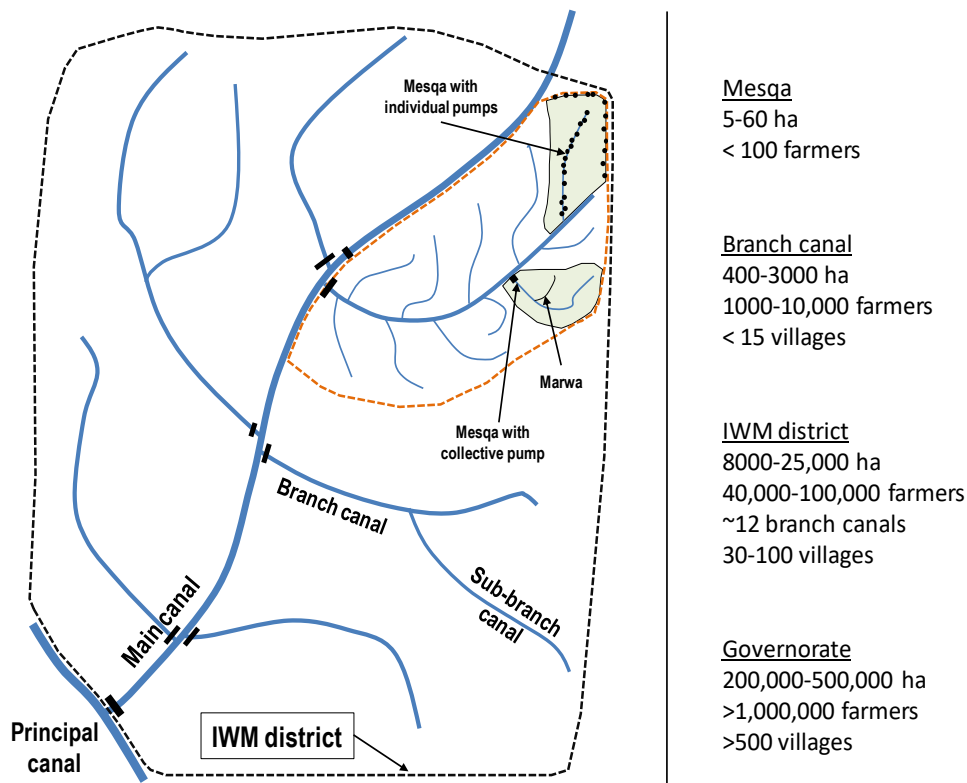 Mesqa with
individual pumps
Marwa
Mesqa with
collective pump
Branch canal
Sub-branch
canal
Main canal
Principal
canal
IWM district
Mesqa
5-60 ha
< 100 farmers
Branch canal
400-3000 ha
1000-10,000 farmers
< 15 villages
IWM district
8000-25,000 ha
40,000-100,000 farmers
~12 branch canals
30-100 villages
Governorate
200,000-500,000 ha
>1,000,000 farmers
>500 villages